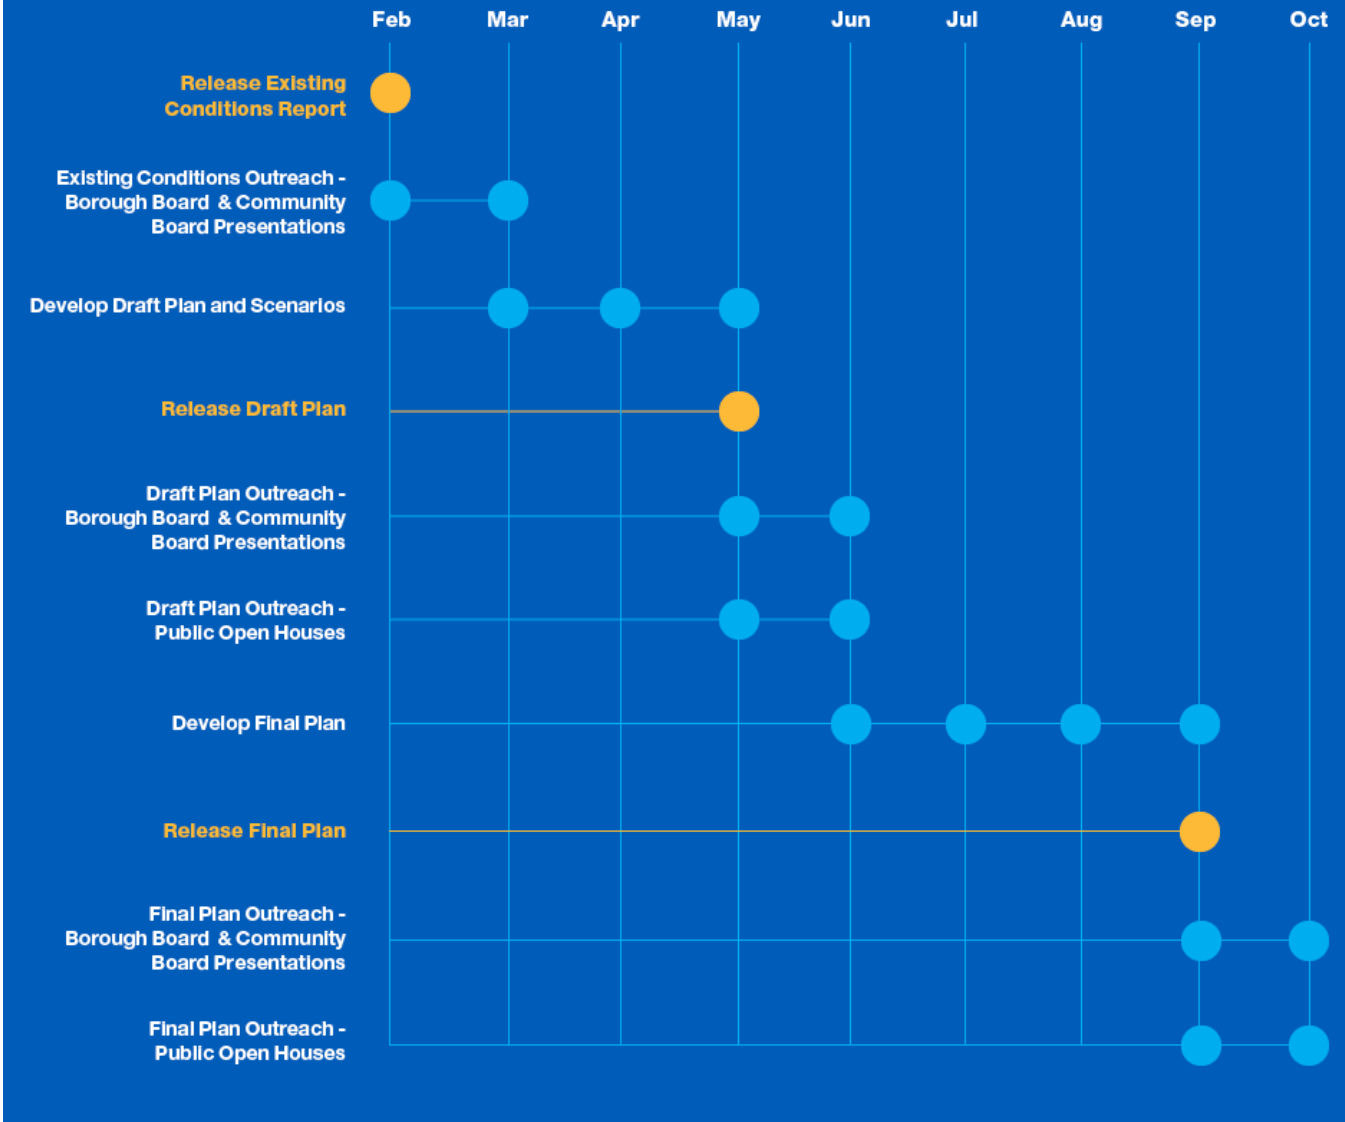 Feb Mar Apr May Jun Jul Aug Sep Oct
Release Existing
Conditions Report
Existing Conditions Outreach -
Borough Board & Community
Board Presentations
Develop Draft Plan and Scenarios
Release Draft Plan
Draft Plan Outreach -
Borough Board & Community
Board Presentations
Draft Plan Outreach -
Public Open Houses
Develop Final Plan
Release Final Plan
Final Plan Outreach -
Borough Board & Community
Board Presentations
Final Plan Outreach -
Public Open Houses